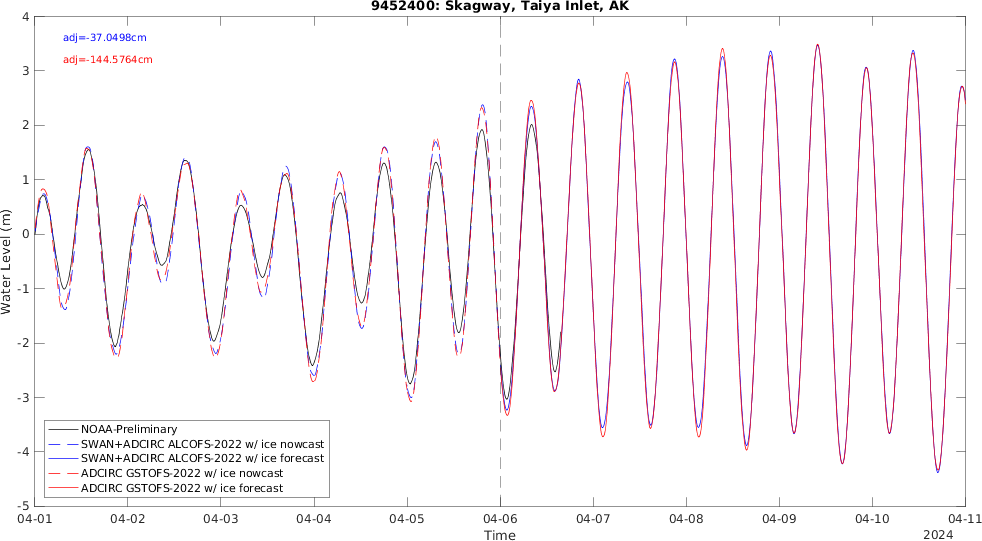 9452400: Skagway, Taiya Inlet, AK
adj=-37.0498cm
adj=-144.5764cm
4
3
2
1
0
-1
-2
-3
-4
-5
Water Level (m)
NOAA-Preliminary
SWAN+ADCIRC ALCOFS-2022 w/ ice nowcast
SWAN+ADCIRC ALCOFS-2022 w/ ice forecast
ADCIRC GSTOFS-2022 w/ ice nowcast
ADCIRC GSTOFS-2022 w/ ice forecast
04-01 04-02 04-03 04-04 04-05 04-06 04-07 04-08 04-09 04-10 04-11
Time
2024